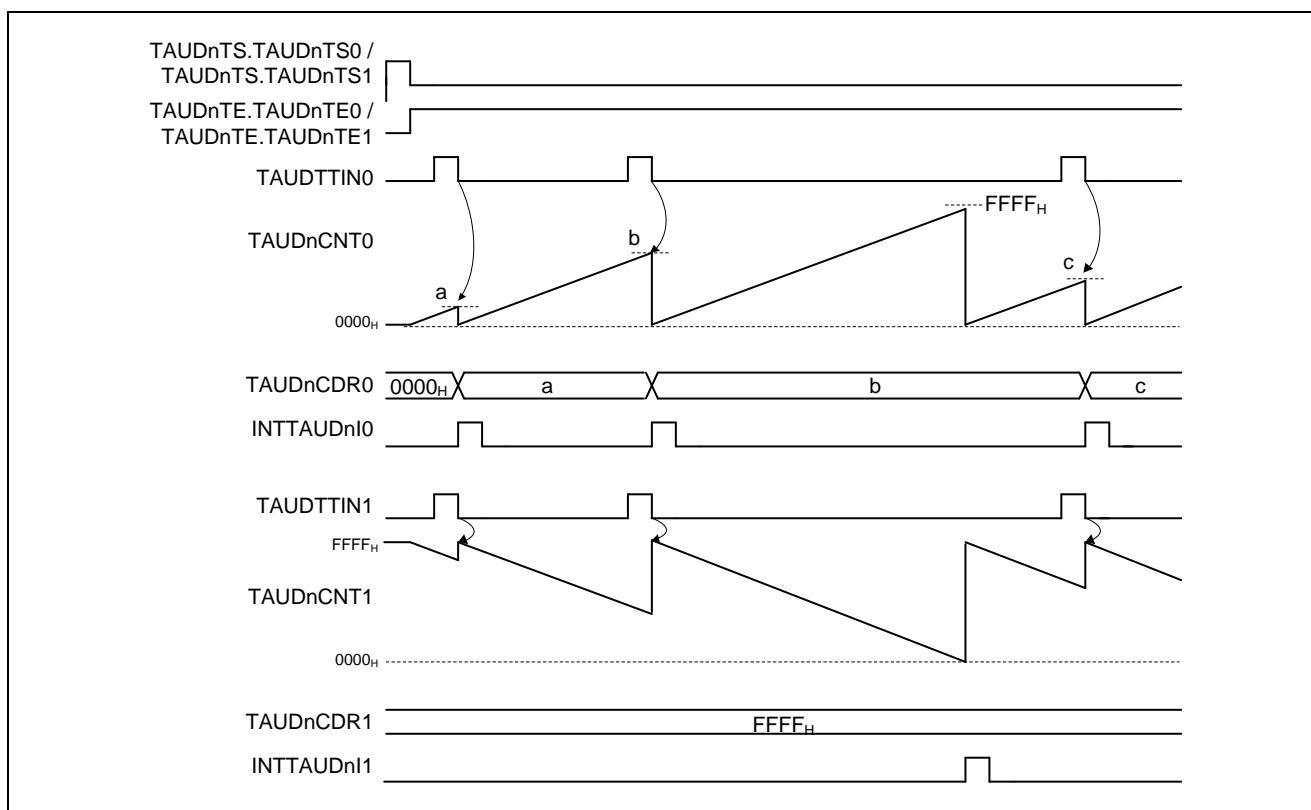 TAUDnTS.TAUDnTS0 /
TAUDnTS.TAUDnTS1
TAUDnTE.TAUDnTE0 /
TAUDnTE.TAUDnTE1
TAUDTTIN0
FFFFH
TAUDnCNT0
b
c
a
0000H
TAUDnCDR0
0000H
a
b
c
INTTAUDnI0
TAUDTTIN1
FFFFH
TAUDnCNT1
0000H
TAUDnCDR1
FFFFH
INTTAUDnI1